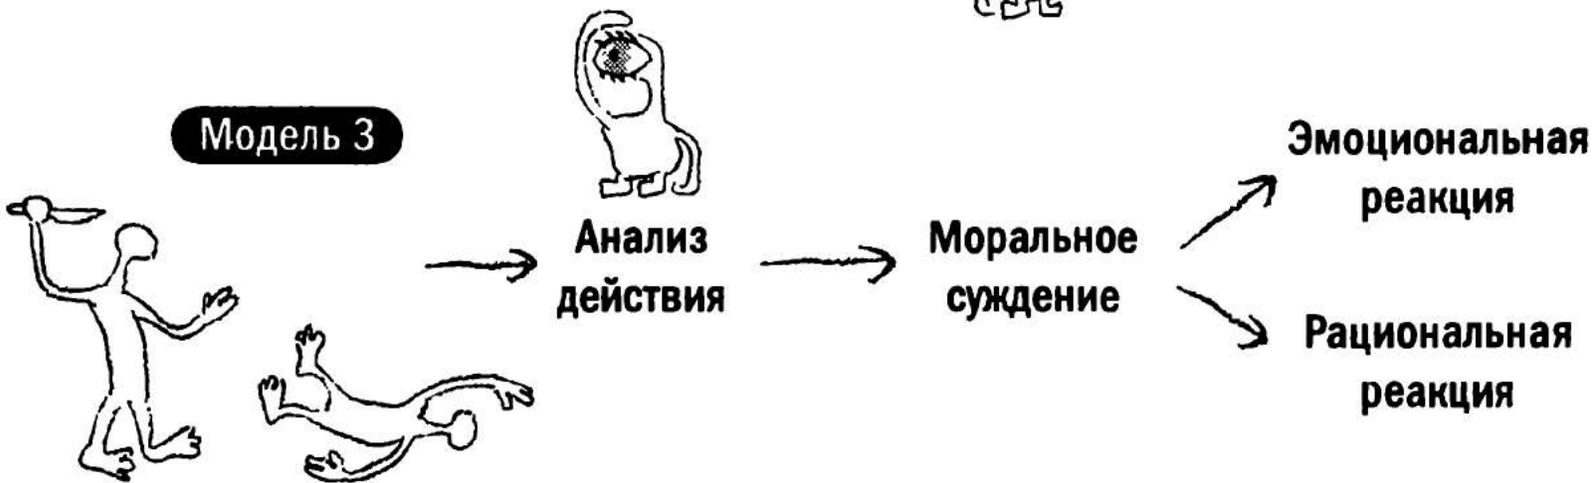 Модель 3
Эмоциональная
реакция
Анализ
действия
Моральное
суждение
Рациональная
реакция